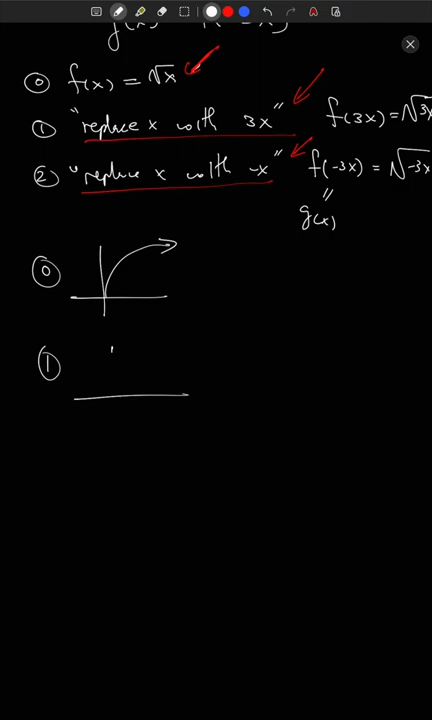 ⓪ f(x) = √x
① "replace x with 3x" f(3x) = √3x
② "replace x with -x" f(-3x) = √-3x
g(x)
⓪
①